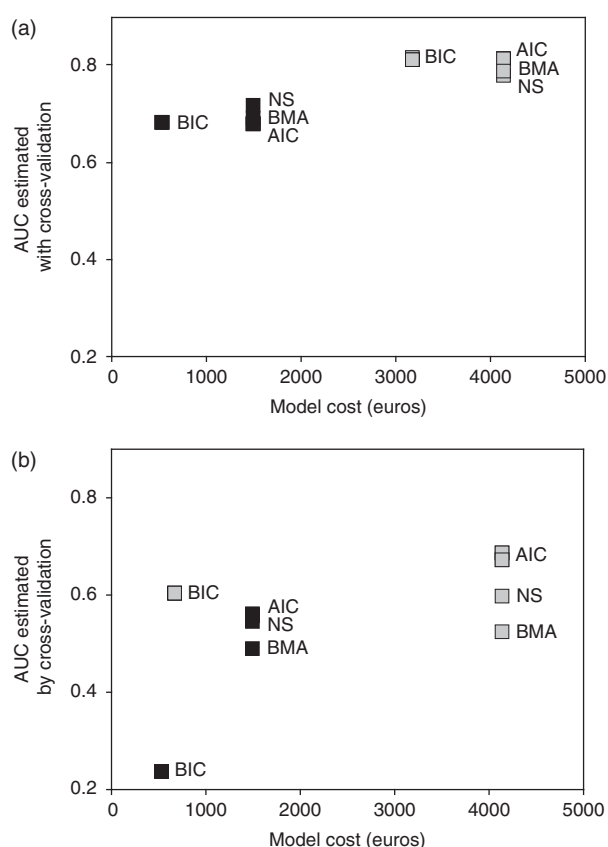 (a)
AUC estimated
with cross-validation
0.8
0.6
0.4
0.2
BIC
NS
BMA
AIC
BIC
AIC
BMA
NS
0 1000 2000 3000 4000 5000
Model cost (euros)
(b)
AUC estimated
by cross-validation
0.8
0.6
0.4
0.2
BIC
AIC
NS
BMA
BIC
AIC
NS
BMA
0 1000 2000 3000 4000 5000
Model cost (euros)